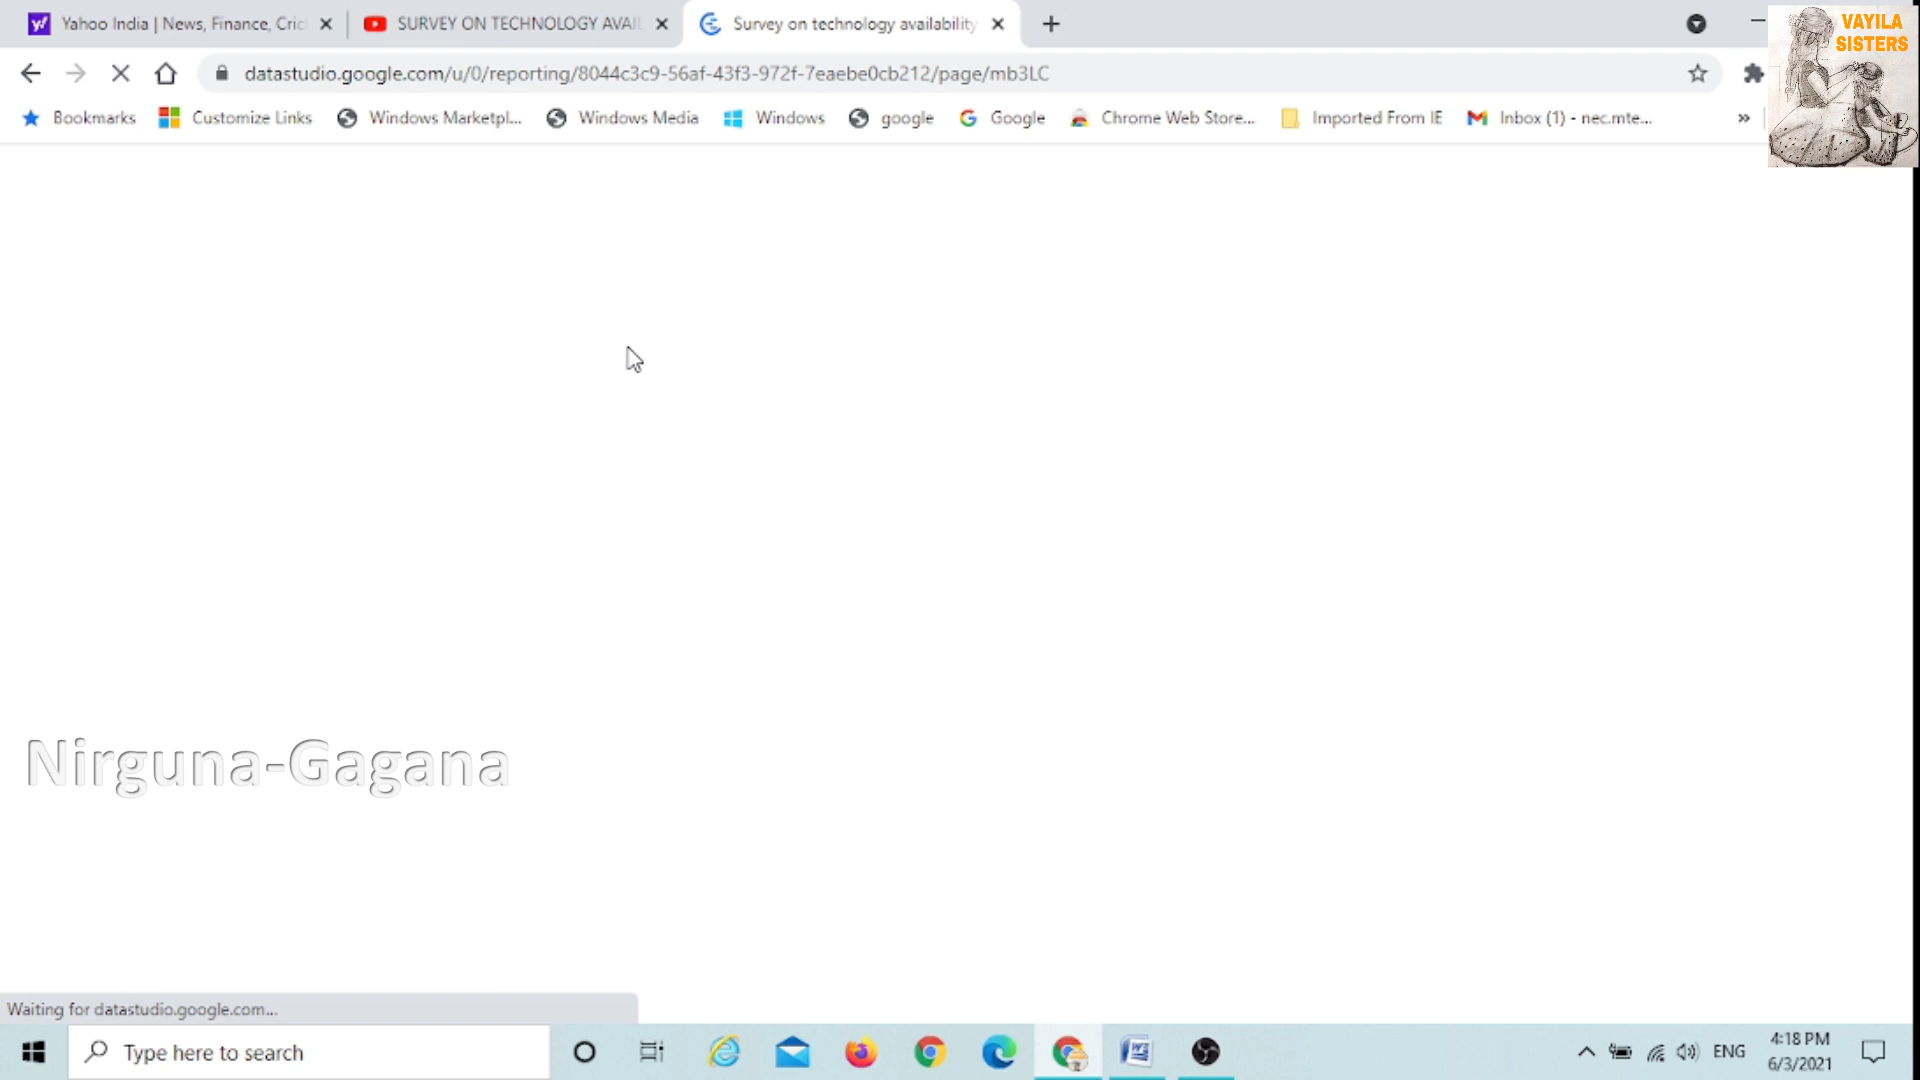 Yahoo India | News, Finance, Cric
SURVEY ON TECHNOLOGY AVAIL
Survey on technology availability
VAYILA
SISTERS
datastudio.google.com/u/0/reporting/8044c3c9-56af-43f3-972f-7eaebe0cb212/page/mb3LC
Bookmarks
Customize Links
Windows Marketpl...
Windows Media
Windows
google
Google
Chrome Web Store...
Imported From IE
Inbox (1) - nec.mte...
»
Nirguna-Gagana
Waiting for datastudio.google.com...
Type here to search
ENG
4:18 PM
6/3/2021